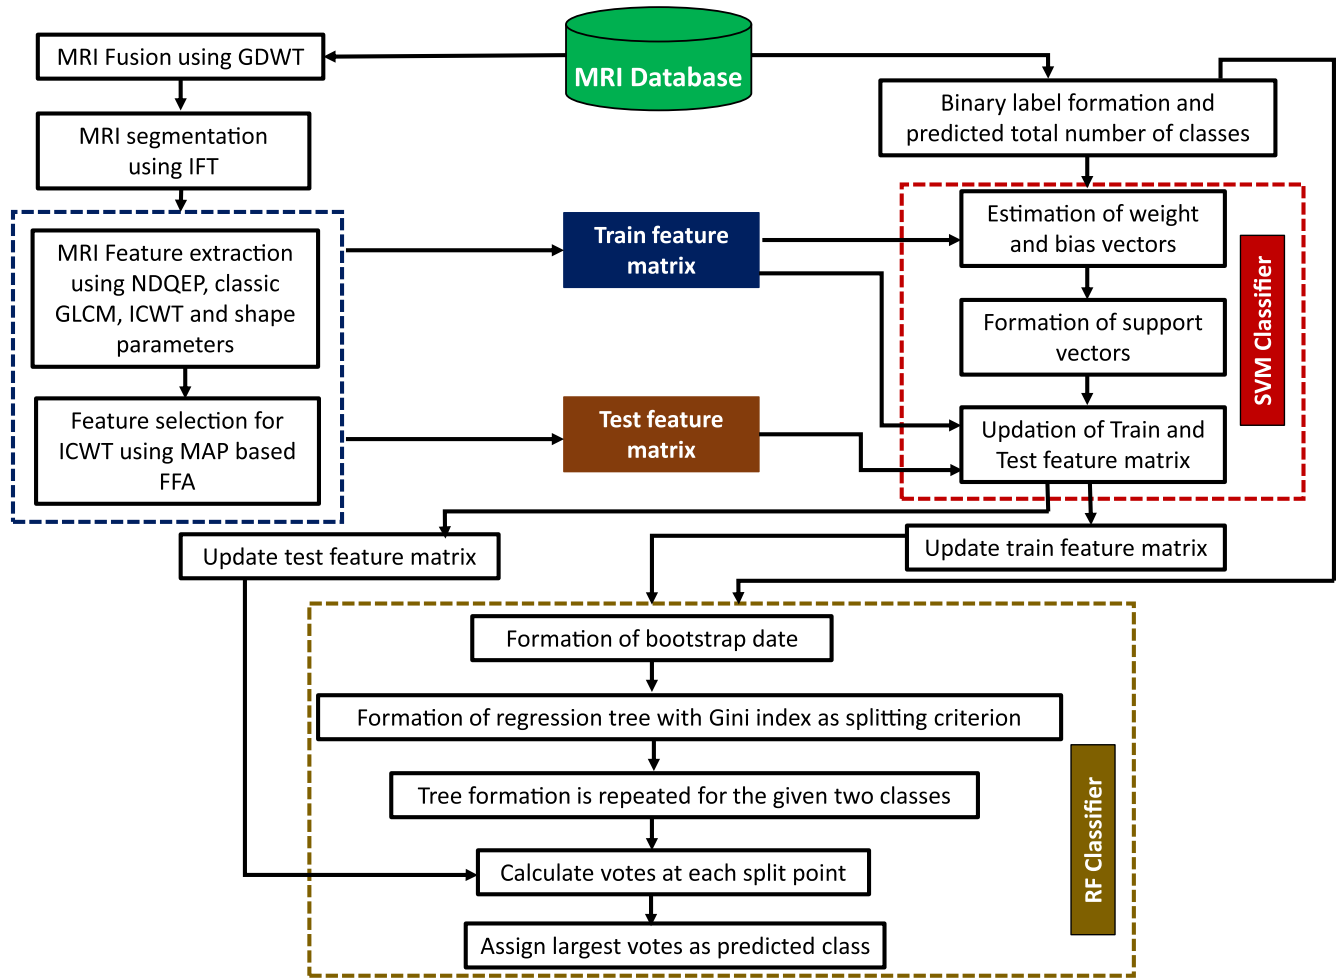 MRI Database
MRI Fusion using GDWT
MRI segmentation
using IFT
MRI Feature extraction
using NDQEP, classic
GLCM, ICWT and shape
parameters
Feature selection for
ICWT using MAP based
FFA
Train feature
matrix
Test feature
matrix
Binary label formation and
predicted total number of classes
Estimation of weight
and bias vectors
Formation of support
vectors
Updation of Train and
Test feature matrix
SVM Classifier
Update test feature matrix
Update train feature matrix
Formation of bootstrap date
Formation of regression tree with Gini index as splitting criterion
Tree formation is repeated for the given two classes
Calculate votes at each split point
Assign largest votes as predicted class
RF Classifier